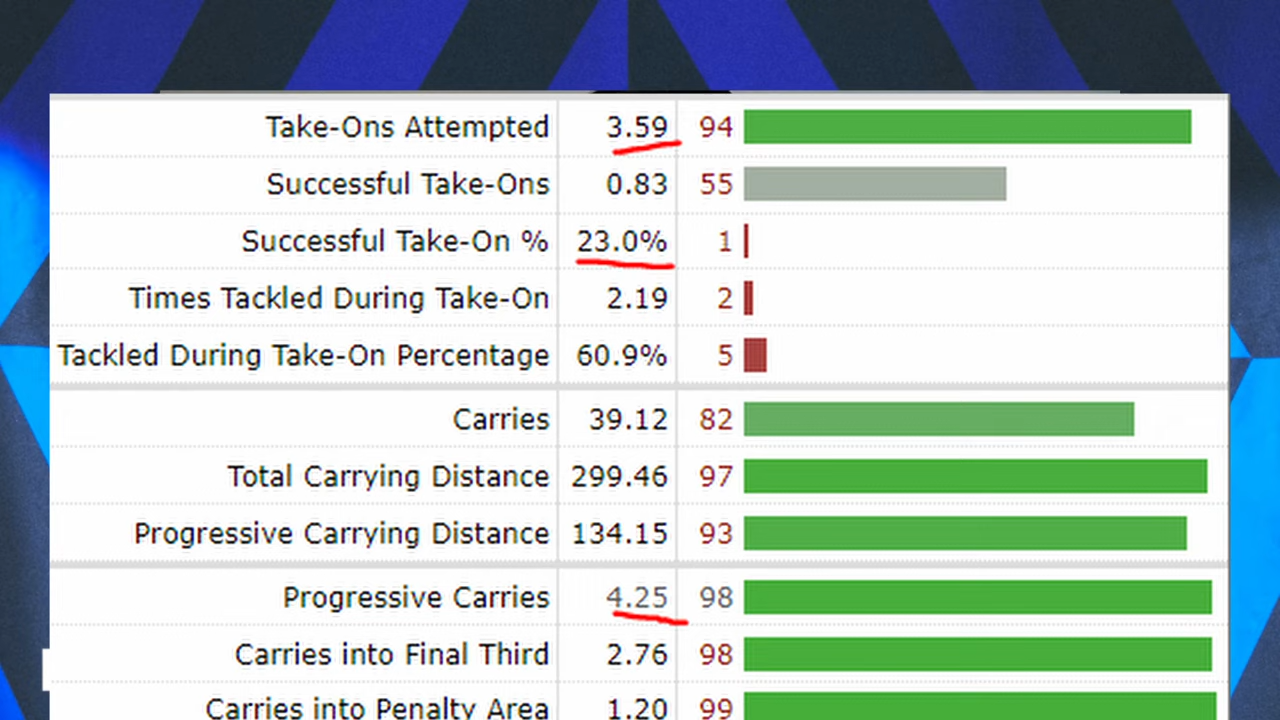 Take-Ons Attempted 3.59 94
Successful Take-Ons 0.83 55
Successful Take-On % 23.0% 1
Times Tackled During Take-On 2.19 2
Tackled During Take-On Percentage 60.9% 5
Carries 39.12 82
Total Carrying Distance 299.46 97
Progressive Carrying Distance 134.15 93
Progressive Carries 4.25 98
Carries into Final Third 2.76 98
Carries into Penalty Area 1.20 99